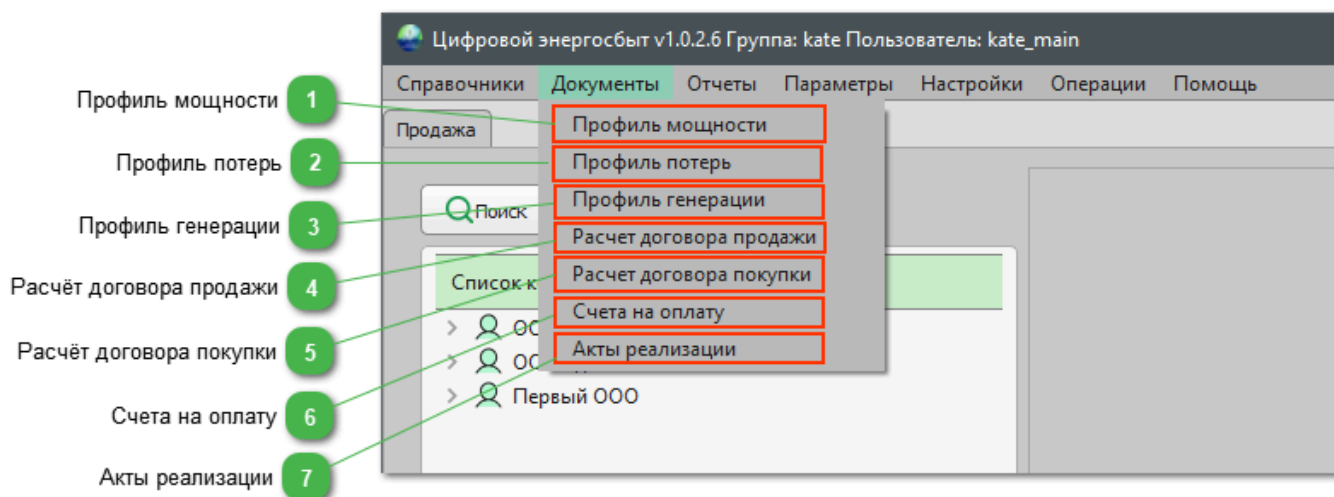 Цифровой энергосбыт v1.0.2.6 Группа: kate Пользователь: kate_main
Справочники Документы Отчеты Параметры Настройки Операции Помощь
Продажа
Поиск
Список к
ОС
ОС
Первый ООО
Профиль мощности
Профиль потерь
Профиль генерации
Расчет договора продажи
Расчет договора покупки
Счета на оплату
Акты реализации
Профиль мощности 1
Профиль потерь 2
Профиль генерации 3
Расчёт договора продажи 4
Расчёт договора покупки 5
Счета на оплату 6
Акты реализации 7